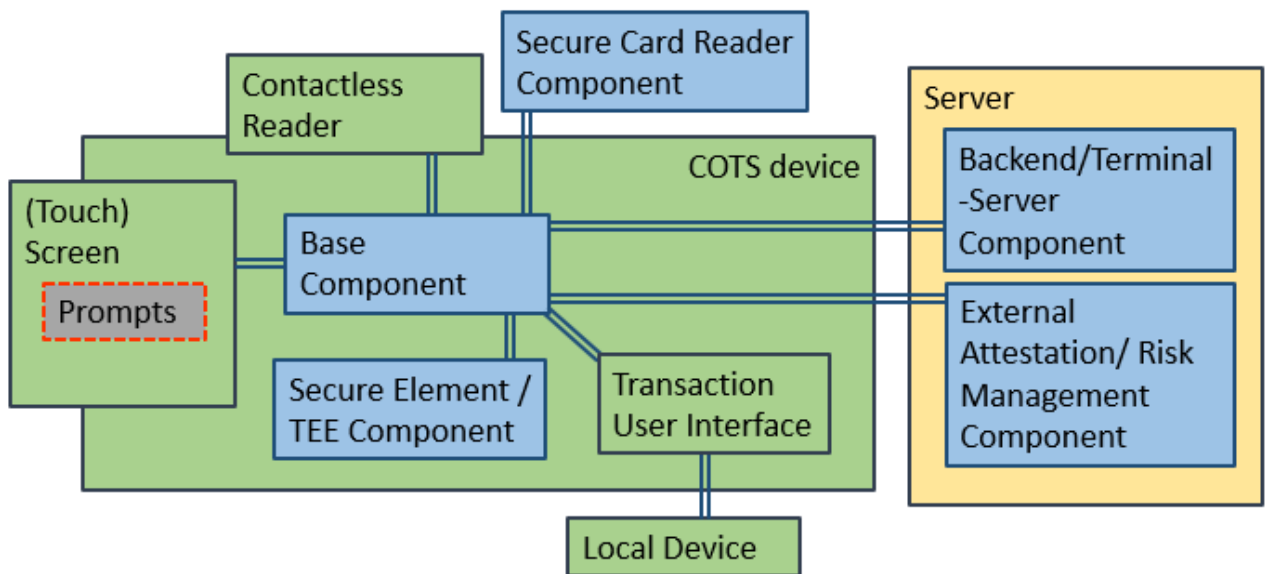 Secure Card Reader
Component
Contactless
Reader
Server
COTS device
Backend/Terminal
-Server
Component
(Touch)
Screen
Prompts
Base
Component
External
Attestation/ Risk
Management
Component
Secure Element /
TEE Component
Transaction
User Interface
Local Device